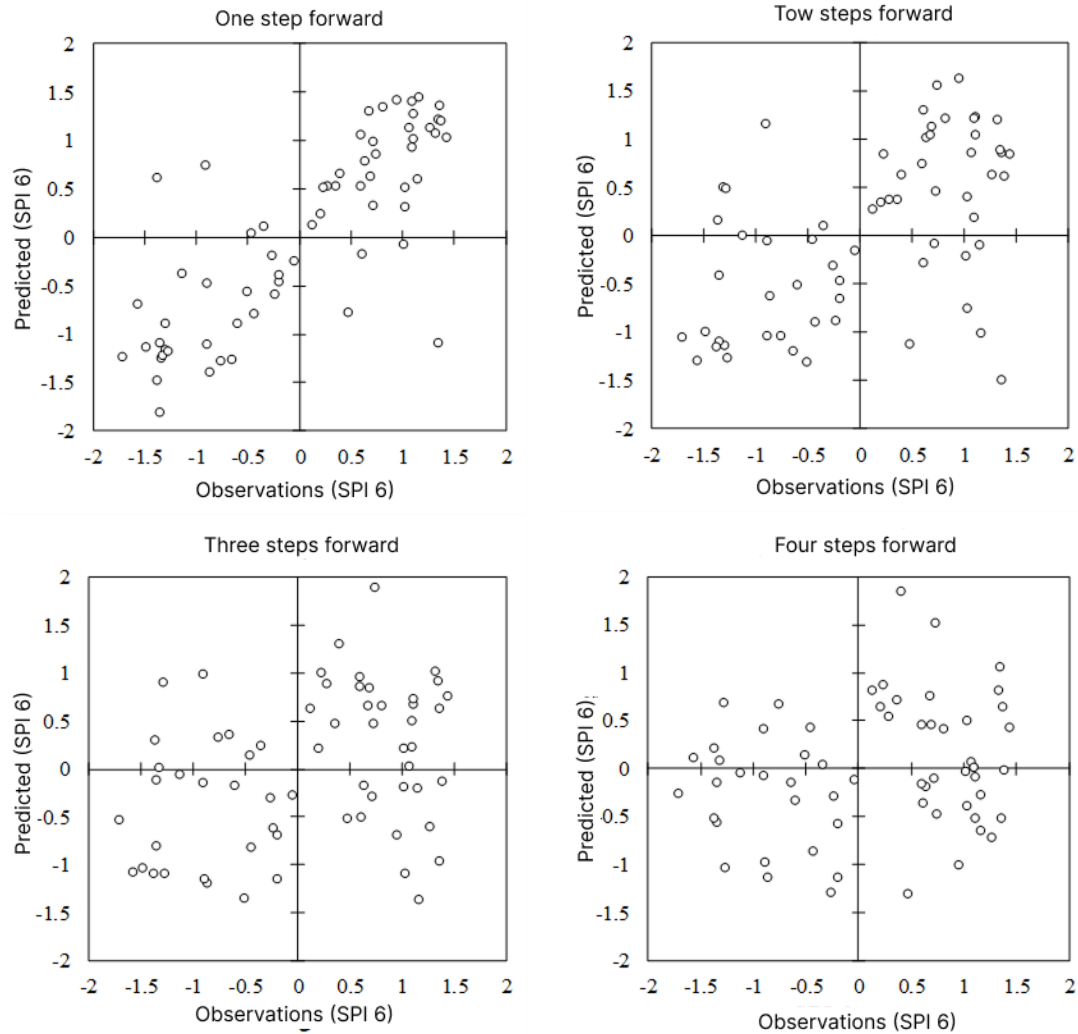 One step forward
2
1.5
1
0.5
0
-0.5
-1
-1.5
-2
Predicted (SPI 6)
-2 -1.5 -1 -0.5 0 0.5 1 1.5 2
Observations (SPI 6)
Tow steps forward
2
1.5
1
0.5
0
-0.5
-1
-1.5
-2
Predicted (SPI 6)
-2 -1.5 -1 -0.5 0 0.5 1 1.5 2
Observations (SPI 6)
Three steps forward
2
1.5
1
0.5
0
-0.5
-1
-1.5
-2
Predicted (SPI 6)
-2 -1.5 -1 -0.5 0 0.5 1 1.5 2
Observations (SPI 6)
Four steps forward
2
1.5
1
0.5
0
-0.5
-1
-1.5
-2
Predicted (SPI 6)
-2 -1.5 -1 -0.5 0 0.5 1 1.5 2
Observations (SPI 6)